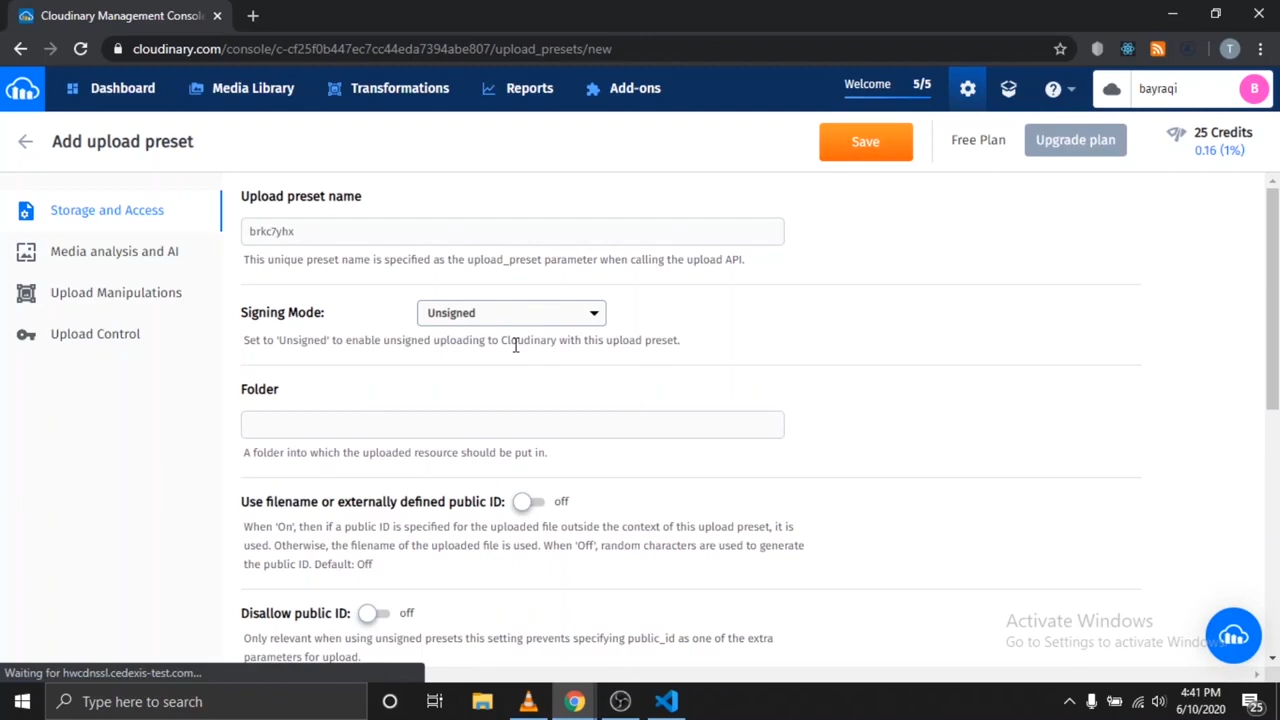 Cloudinary Management Conso
cloudinary.com/console/c-cf25f0b447ec7cc44eda7394abe807/upload_presets/new
T
Dashboard
Media Library
Transformations
Reports
Add-ons
Welcome 5/5
bayraqi
B
Add upload preset
Save
Free Plan
Upgrade plan
25 Credits
0.16 (1%)
Storage and Access
Media analysis and AI
Upload Manipulations
Upload Control
Upload preset name
brkc7yhx
This unique preset name is specified as the upload_preset parameter when calling the upload API.
Signing Mode:
Unsigned
Set to 'Unsigned' to enable unsigned uploading to Cloudinary with this upload preset.
Folder
A folder into which the uploaded resource should be put in.
Use filename or externally defined public ID: off
When 'On', then if a public ID is specified for the uploaded file outside the context of this upload preset, it is
used. Otherwise, the filename of the uploaded file is used. When 'Off', random characters are used to generate
the public ID. Default: Off
Disallow public ID: off
Only relevant when using unsigned presets this setting prevents specifying public_id as one of the extra
parameters for upload.
Activate Windows
Go to Settings to activate Windows.
Waiting for hwcdnssl.cedexis-test.com...
Type here to search
4:41 PM
6/10/2020
25